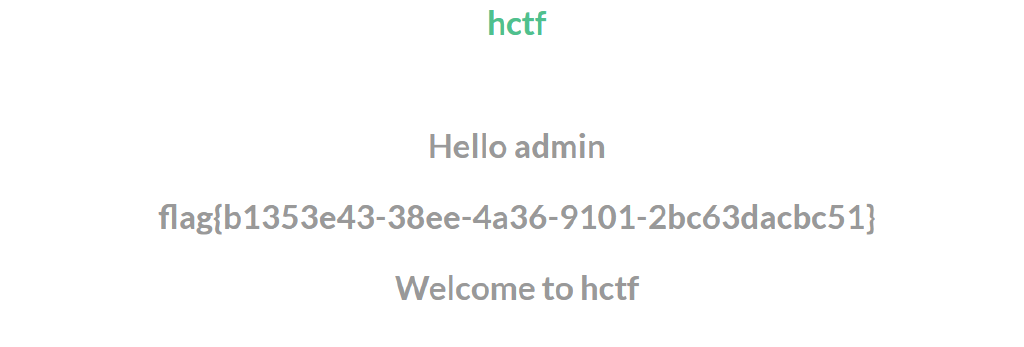 hctf
Hello admin
flag{b1353e43-38ee-4a36-9101-2bc63dacbc51}
Welcome to hctf